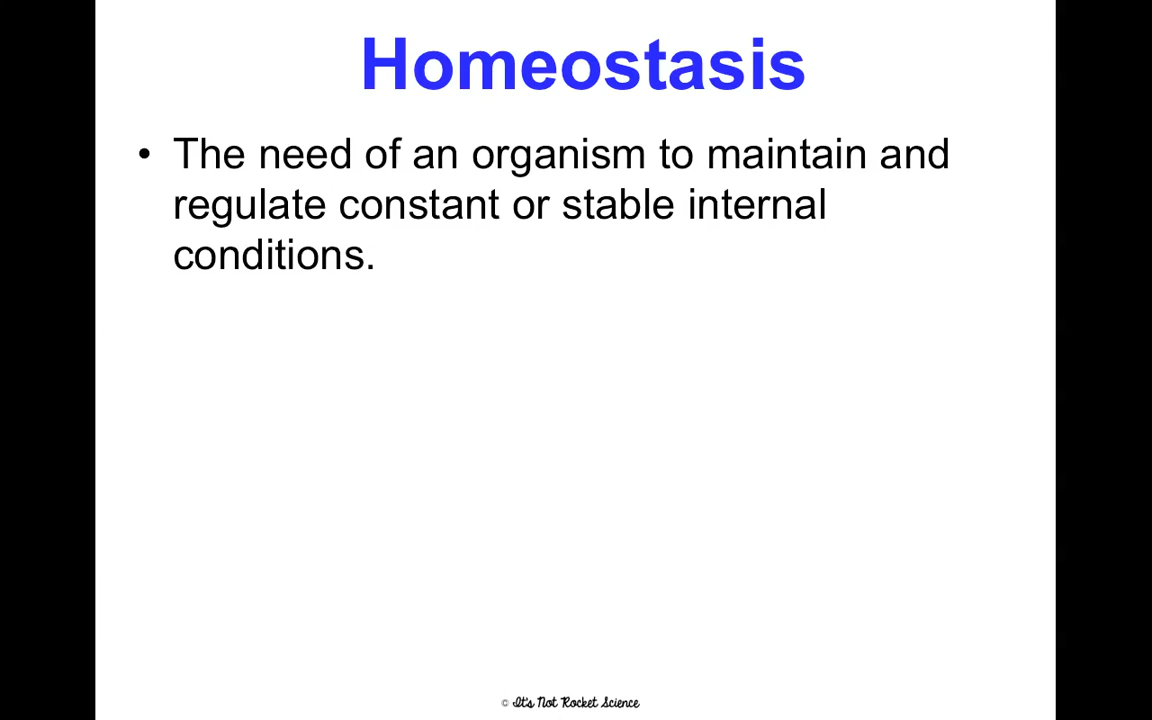 Homeostasis
• The need of an organism to maintain and
regulate constant or stable internal
conditions.
© It's Not Rocket Science